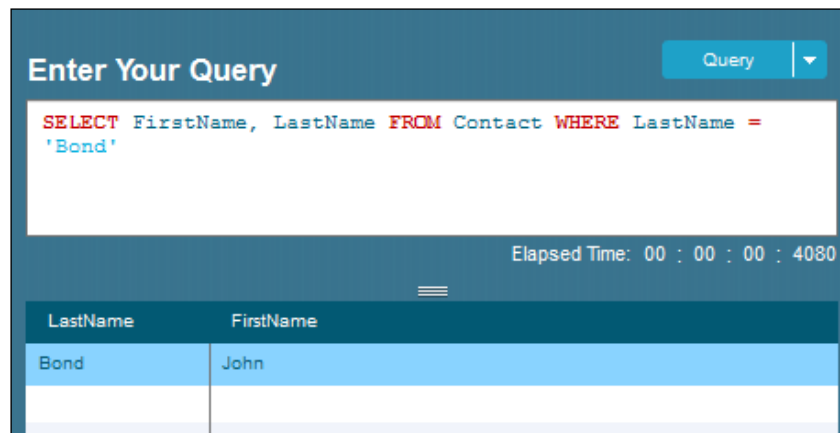 Enter Your Query
Query
SELECT FirstName, LastName FROM Contact WHERE LastName =
'Bond'
Elapsed Time: 00 : 00 : 00 : 4080
LastName FirstName
Bond John